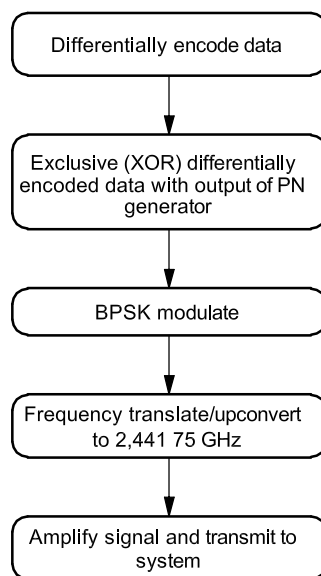 Differentially encode data
Exclusive (XOR) differentially
encoded data with output of PN
generator
BPSK modulate
Frequency translate/upconvert
to 2,441 75 GHz
Amplify signal and transmit to
system